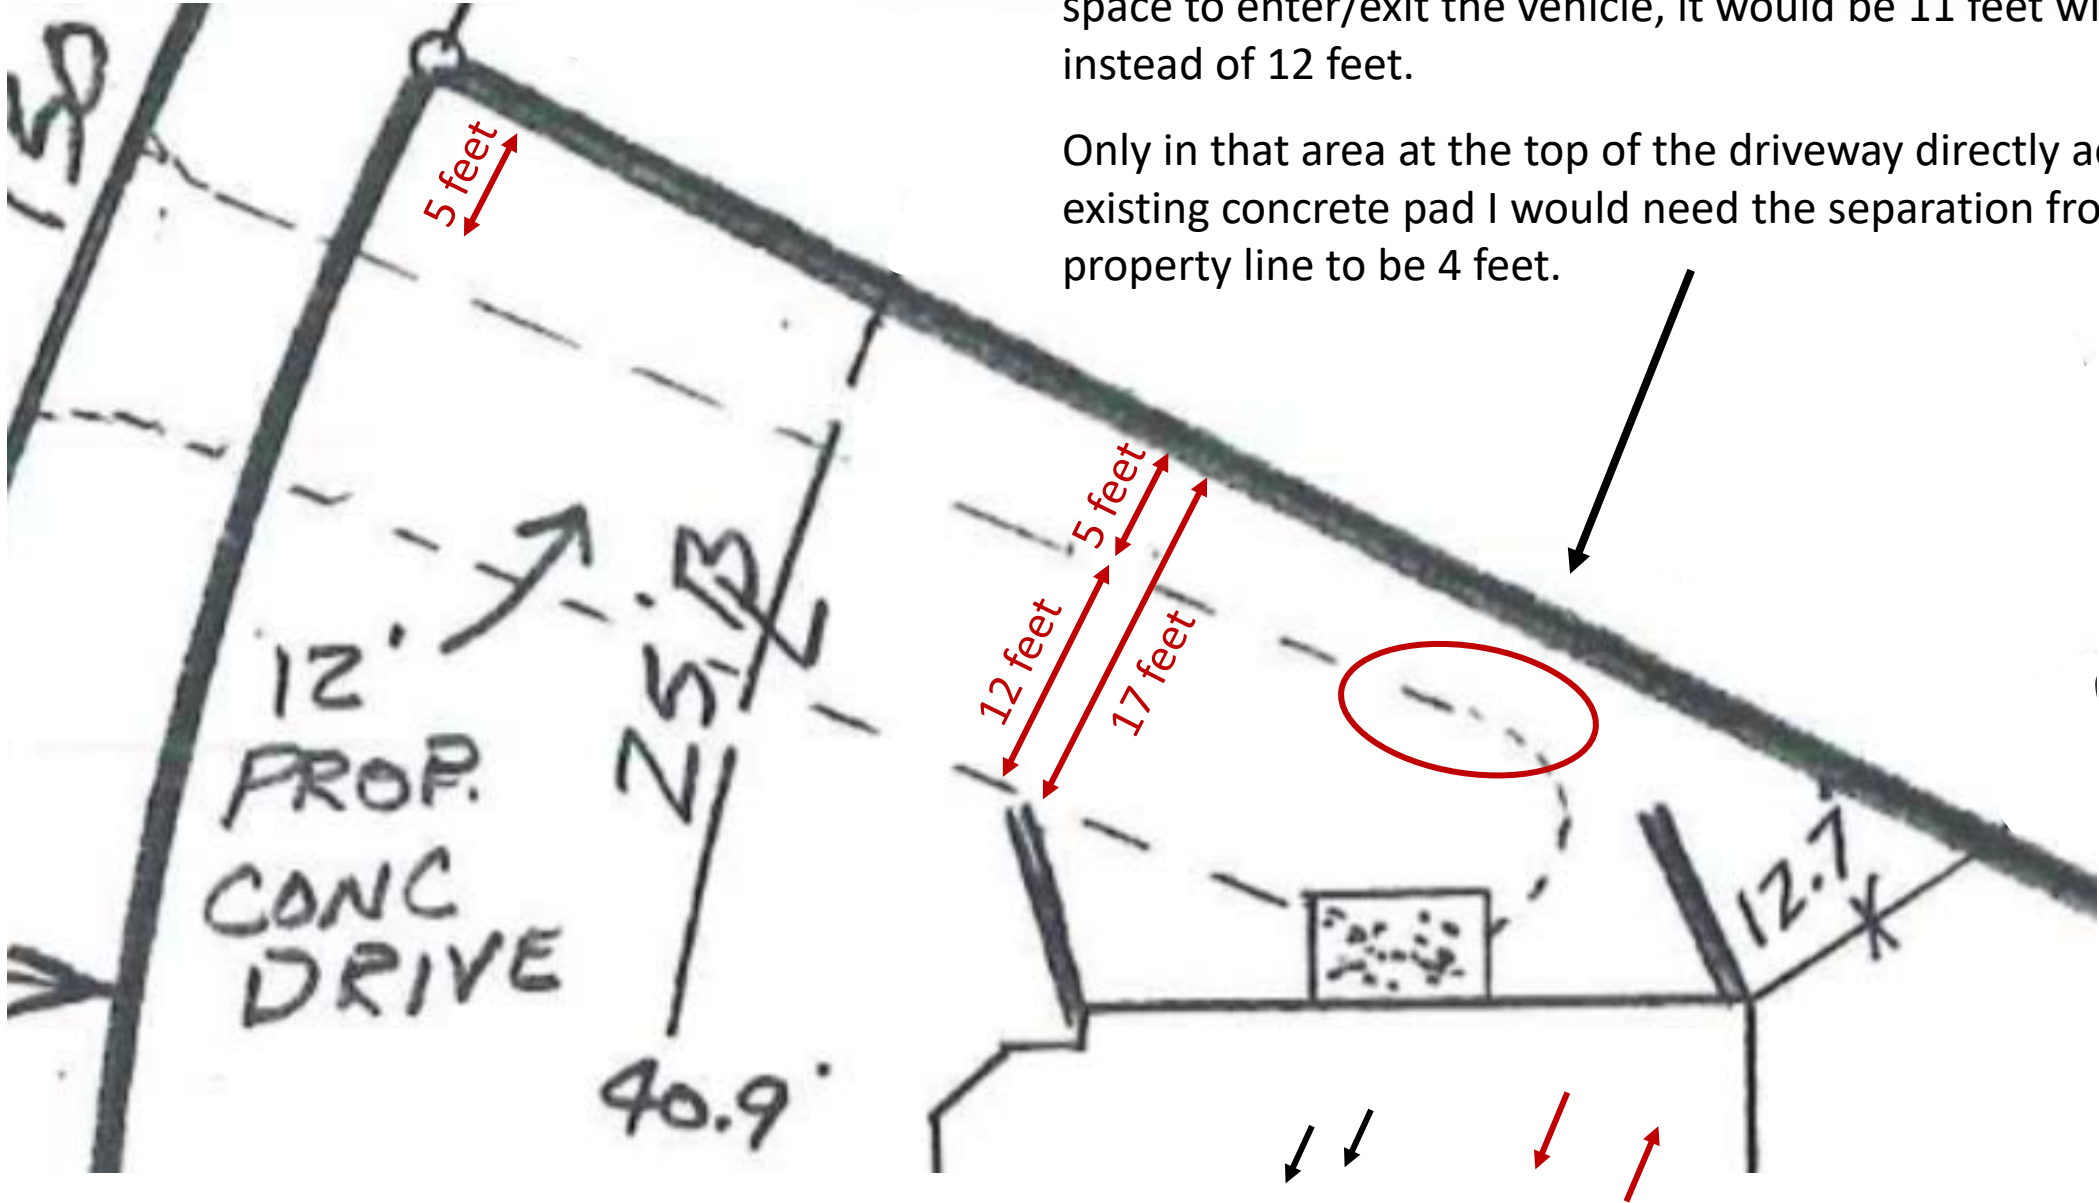 space to enter/exit the vehicle, it would be 11 feet
instead of 12 feet.
Only in that area at the top of the driveway directly
existing concrete pad I would need the separation
property line to be 4 feet.
5 feet
5 feet
12 feet
17 feet
12'
PROP.
CONC
DRIVE
40.9'
12.7